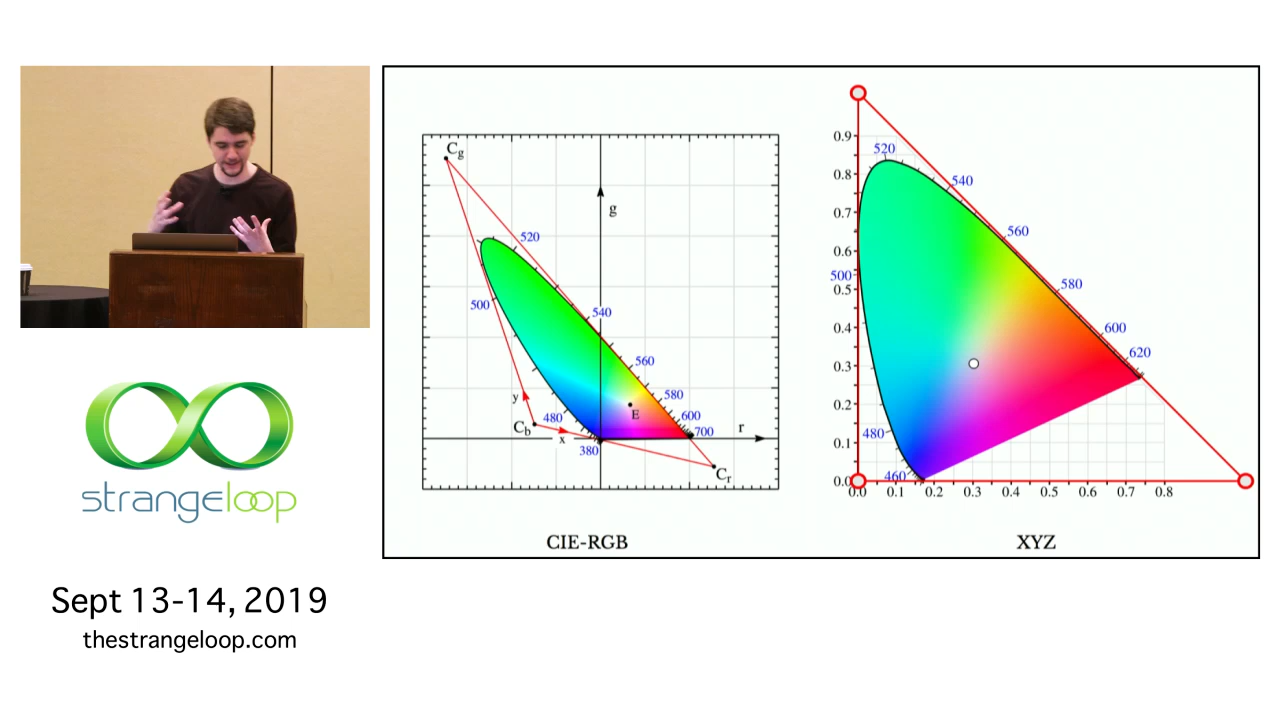 strangeloop
Sept 13-14, 2019
thestrangeloop.com
Cg
g
520
500
540
560
580
E
600
y
480
Cb
x
r
700
380
Cr
CIE-RGB
0.9
520
0.8
540
0.7
560
0.6
500
580
0.5
0.4
600
620
0.3
0.2
480
0.1
460
0.0
0.0 0.1 0.2 0.3 0.4 0.5 0.6 0.7 0.8
XYZ